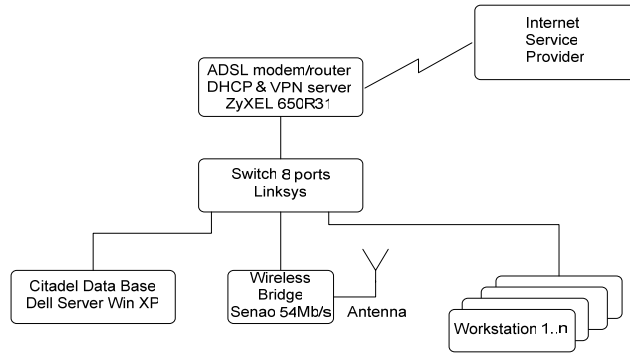 Internet
Service
Provider
ADSL modem/router
DHCP & VPN server
ZyXEL 650R31
Switch 8 ports
Linksys
Citadel Data Base
Dell Server Win XP
Wireless
Bridge
Senao 54Mb/s
Antenna
Workstation 1..n